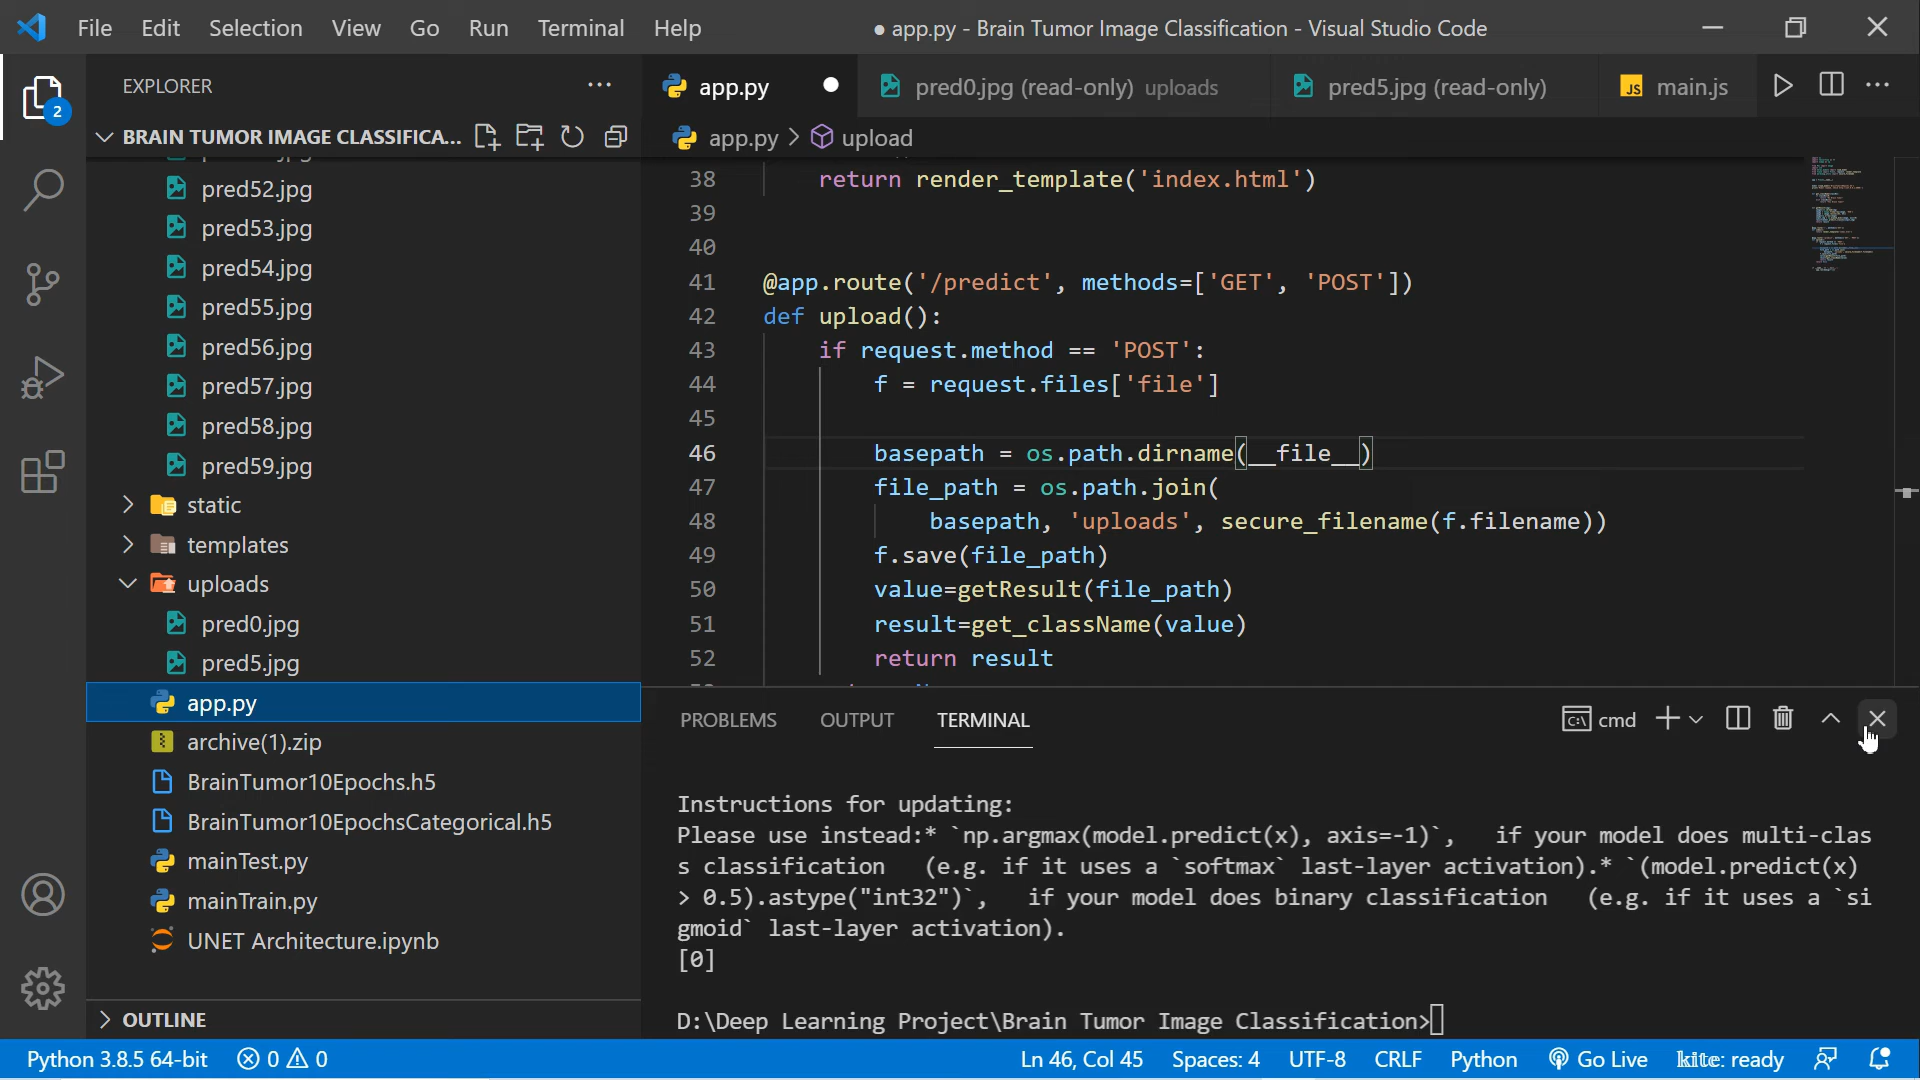 File Edit Selection View Go Run Terminal Help
● app.py - Brain Tumor Image Classification - Visual Studio Code
EXPLORER
app.py
pred0.jpg (read-only) uploads
pred5.jpg (read-only)
JS main.js
2
BRAIN TUMOR IMAGE CLASSIFICA...
app.py > upload
pred52.jpg
pred53.jpg
pred54.jpg
pred55.jpg
pred56.jpg
pred57.jpg
pred58.jpg
pred59.jpg
static
templates
uploads
pred0.jpg
pred5.jpg
app.py
archive(1).zip
BrainTumor10Epochs.h5
BrainTumor10EpochsCategorical.h5
mainTest.py
mainTrain.py
UNET Architecture.ipynb
OUTLINE
38 return render_template('index.html')
39
40
41 @app.route('/predict', methods=['GET', 'POST'])
42 def upload():
43 if request.method == 'POST':
44 f = request.files['file']
45
46 basepath = os.path.dirname(__file__)
47 file_path = os.path.join(
48 basepath, 'uploads', secure_filename(f.filename))
49 f.save(file_path)
50 value=getResult(file_path)
51 result=get_className(value)
52 return result
PROBLEMS OUTPUT TERMINAL
cmd
Instructions for updating:
Please use instead:* `np.argmax(model.predict(x), axis=-1)`,   if your model does multi-clas
s classification   (e.g. if it uses a `softmax` last-layer activation).* `(model.predict(x)
> 0.5).astype("int32")`,   if your model does binary classification   (e.g. if it uses a `si
gmoid` last-layer activation).
[0]
D:\Deep Learning Project\Brain Tumor Image Classification>
Python 3.8.5 64-bit 0 0 Ln 46, Col 45 Spaces: 4 UTF-8 CRLF Python Go Live kite: ready